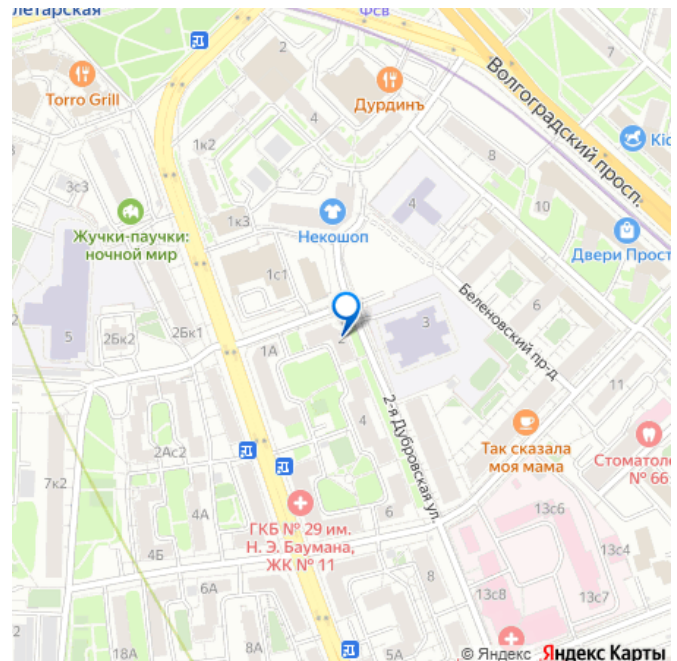 летарская
ФСВ
2
7
Torro Grill
Дурдинъ
Волгоградский просп.
4
1к2
Kic
8
3с3
4
10
1к3
Жучки-паучки:
ночной мир
Некошоп
Двери Прост
1с1
Беленовский пр-д
6
5
2Бк2
2Бк1
3
2
1А
11
2-я Дубровская ул.
4
Так сказала
моя мама
Стоматоло
№ 66
2Ас2
7к2
4А
6
13с6
ГКБ № 29 им.
Н. Э. Баумана,
ЖК № 11
4Б
13с4
6А
8
13с8
13с7
2
18А
8А
5А
© Яндекс Яндекс Карты